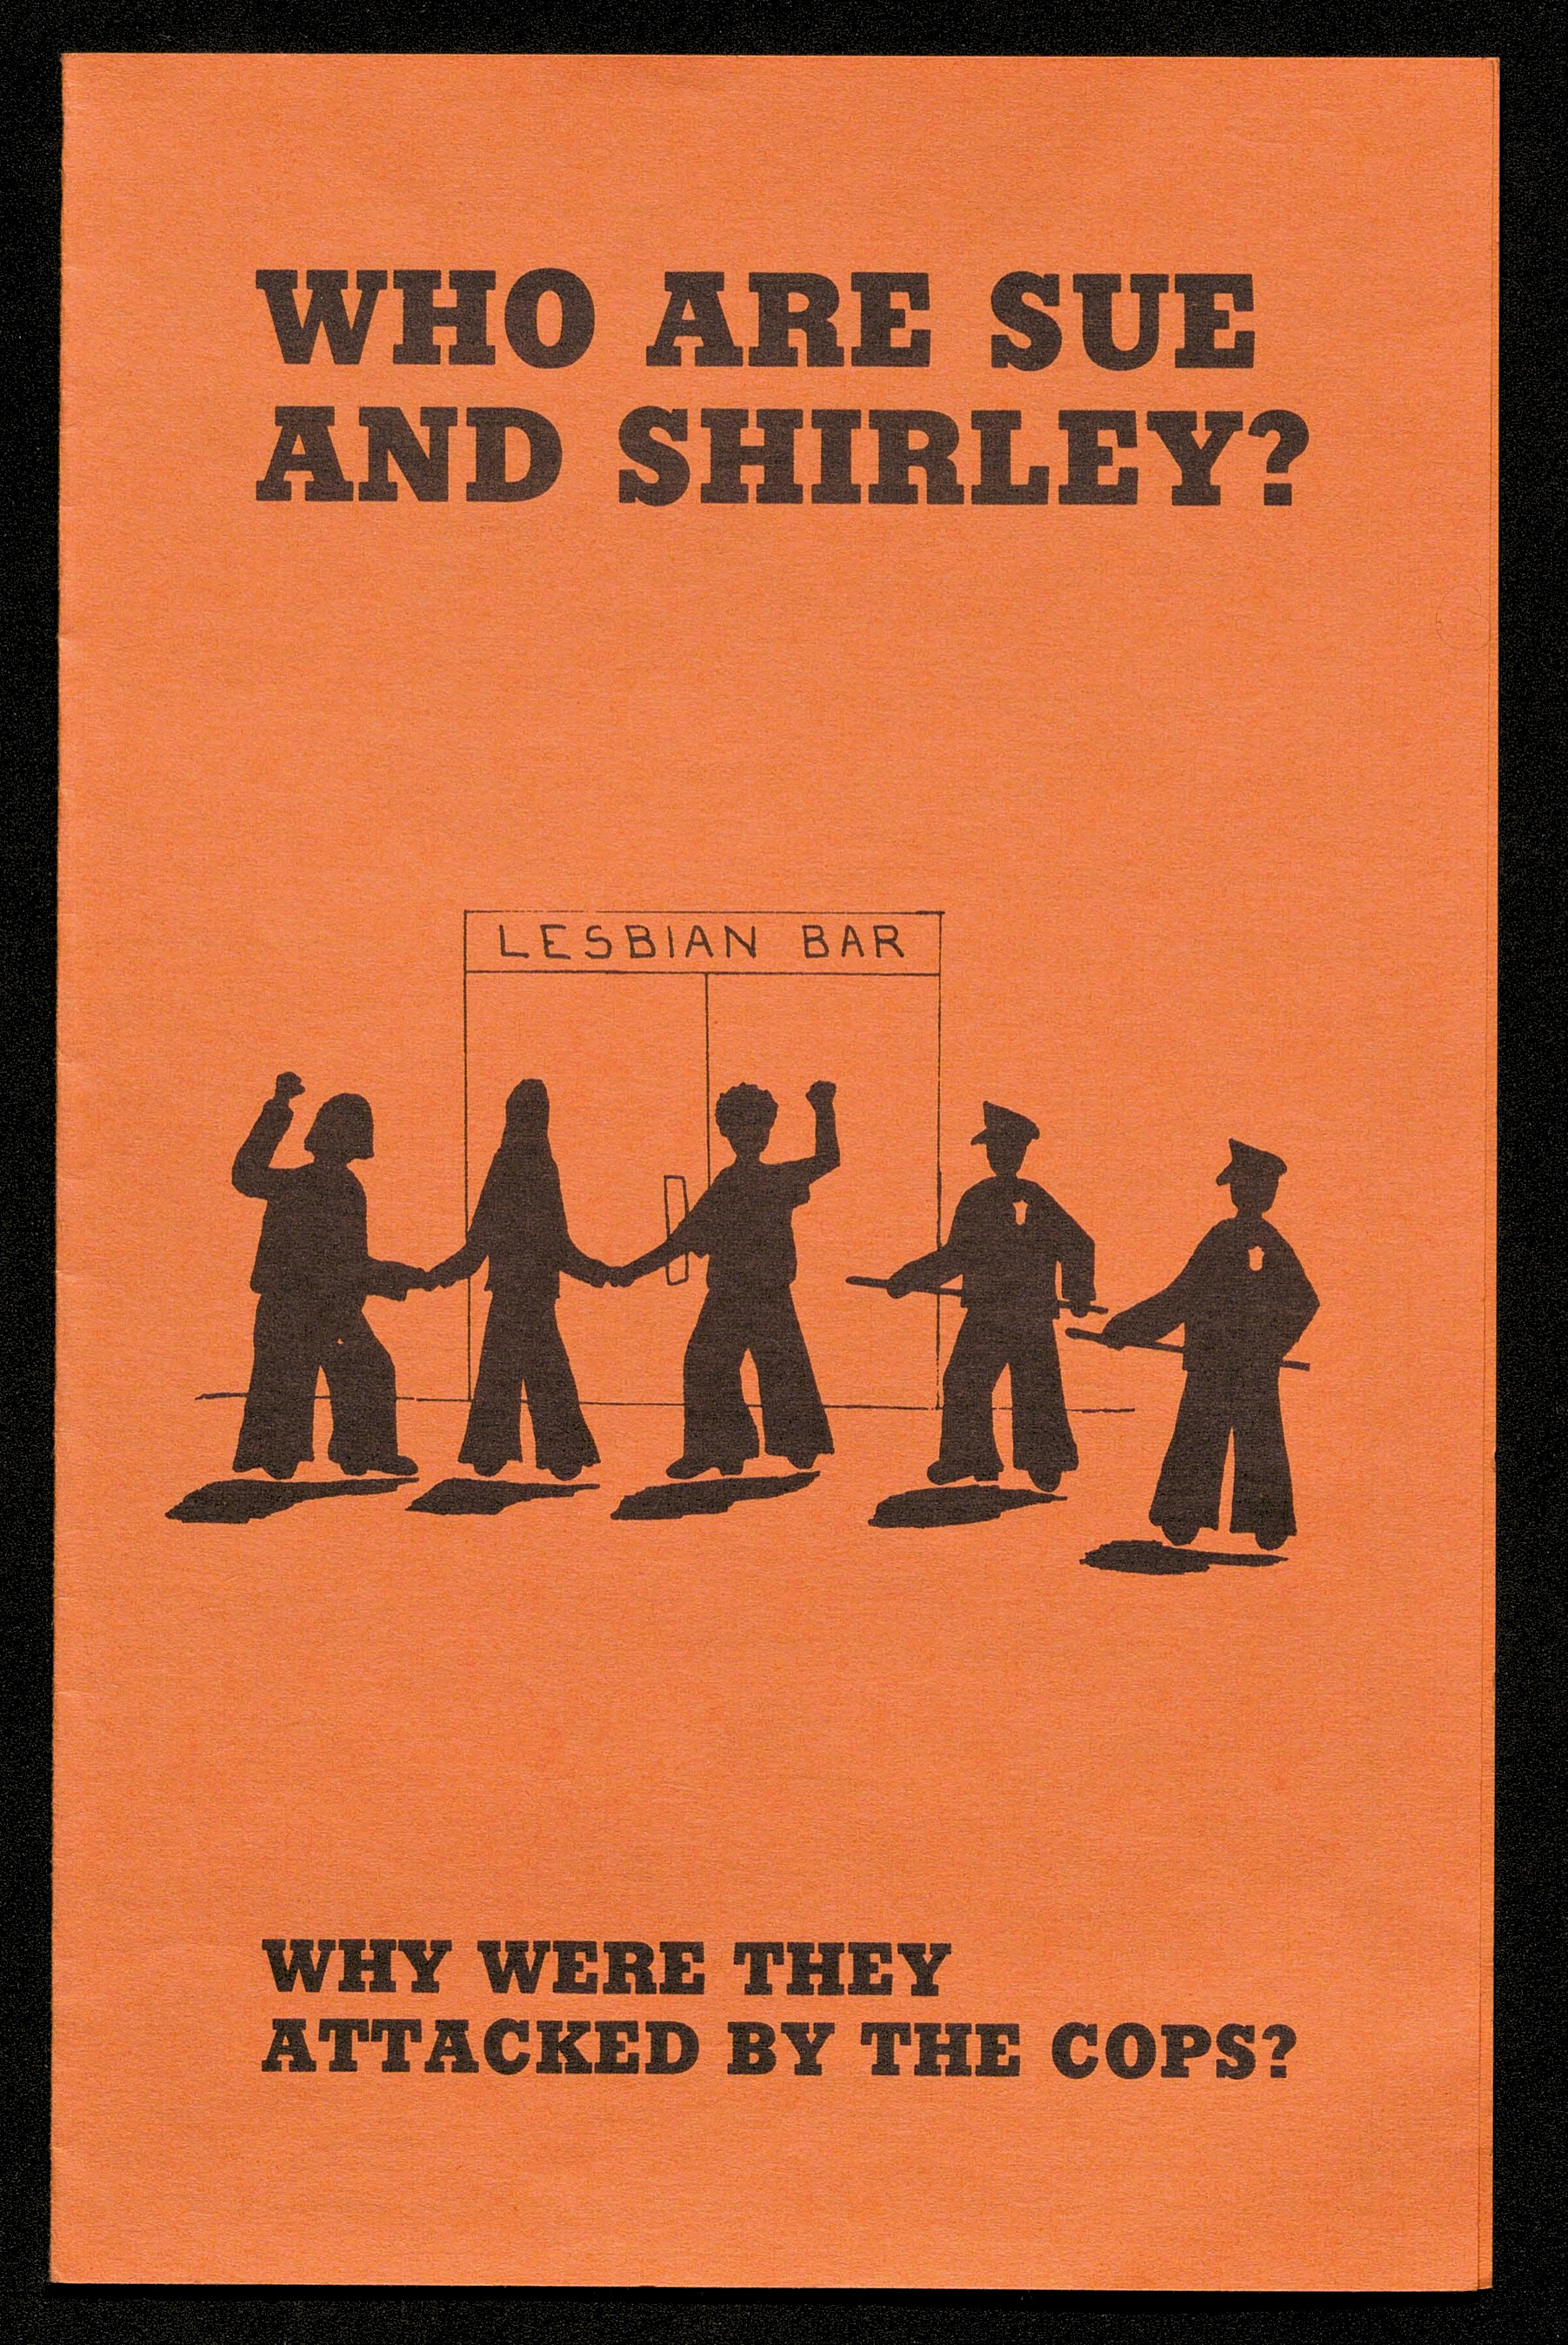 WHO ARE SUE
AND SHIRLEY?
LESBIAN BAR
WHY WERE THEY
ATTACKED BY THE COPS?